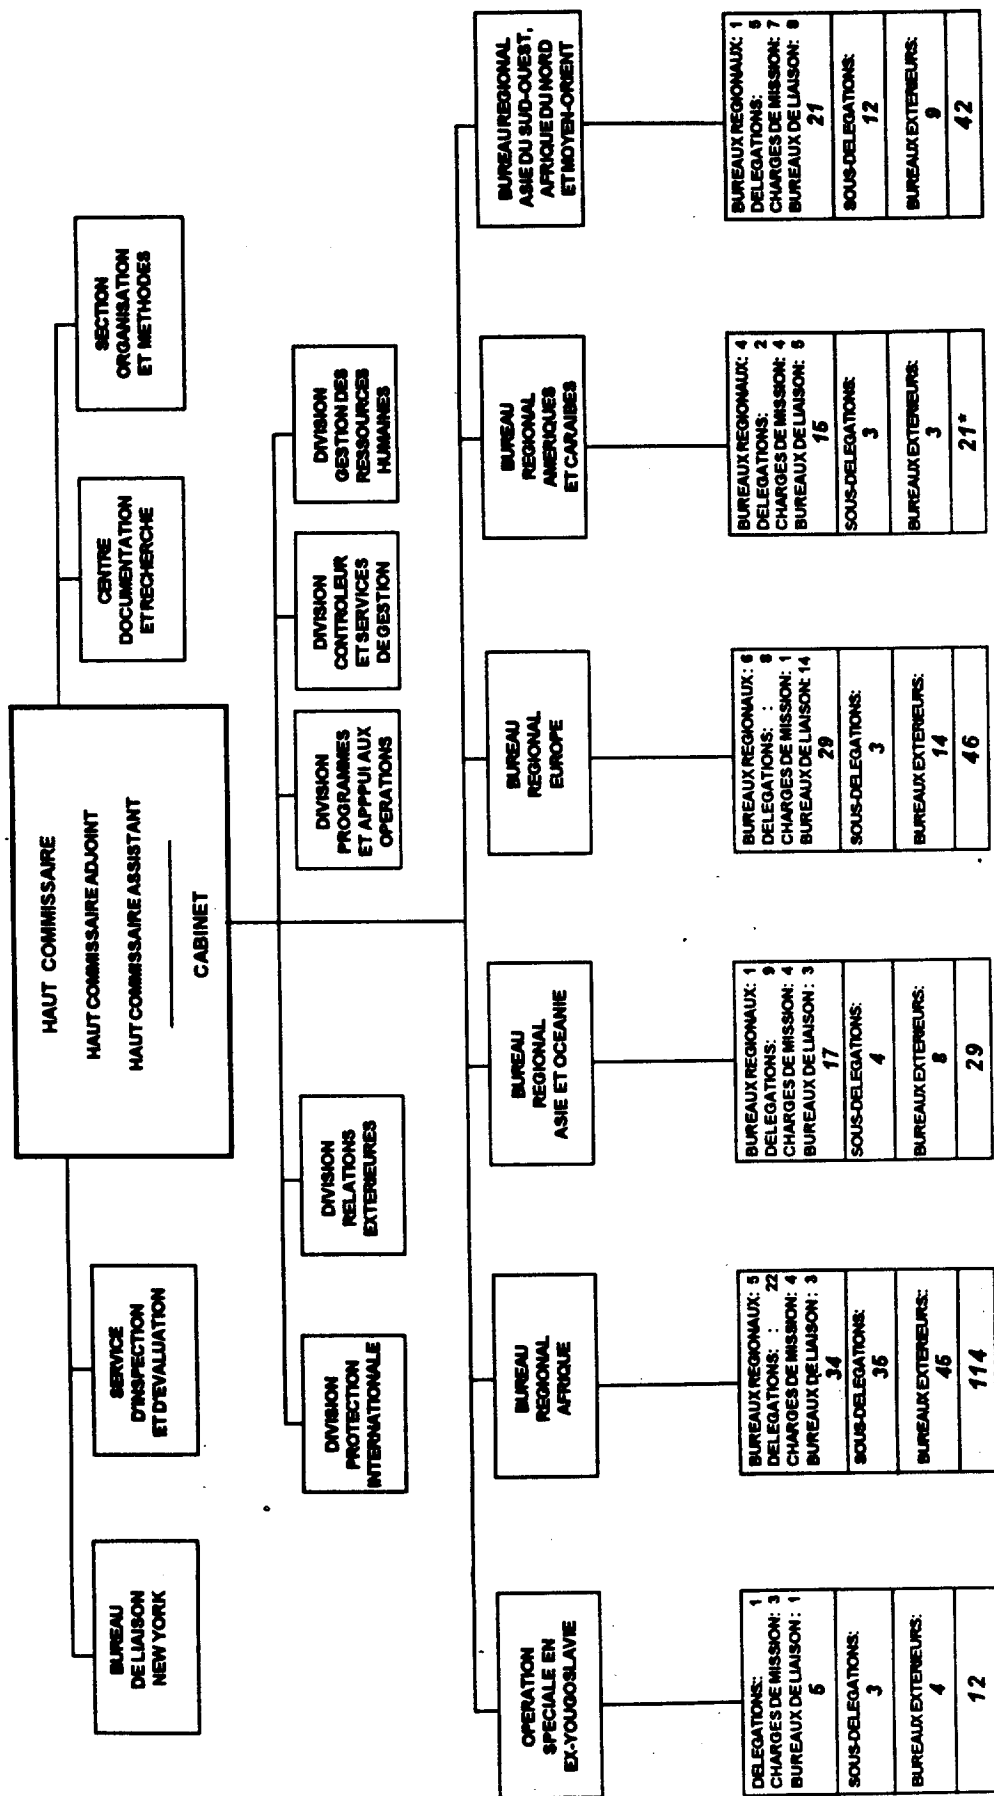 HAUT COMMISSAIRE
HAUT COMMISSAIRE ADJOINT
HAUT COMMISSAIRE ASSISTANT
CABINET
BUREAU
DE LIAISON
NEW YORK
SERVICE
D'INSPECTION
ET D'EVALUATION
CENTRE
DOCUMENTATION
ET RECHERCHE
SECTION
ORGANISATION
ET METHODES
DIVISION
PROTECTION
INTERNATIONALE
DIVISION
RELATIONS
EXTERIEURES
DIVISION
PROGRAMMES
ET APPPUI AUX
OPERATIONS
DIVISION
CONTROLEUR
ET SERVICES
DE GESTION
DIVISION
GESTION DES
RESSOURCES
HUMAINES
OPERATION
SPECIALE EN
EX-YOUGOSLAVIE
BUREAU
REGIONAL
AFRIQUE
BUREAU
REGIONAL
ASIE ET OCEANIE
BUREAU
REGIONAL
EUROPE
BUREAU
REGIONAL
AMERIQUES
ET CARAIBES
BUREAU REGIONAL
ASIE DU SUD-OUEST,
AFRIQUE DU NORD
ET MOYEN-ORIENT
DELEGATIONS: 1
CHARGES DE MISSION: 3
BUREAUX DE LIAISON: 1
5
SOUS-DELEGATIONS:
3
BUREAUX EXTERIEURS:
4
12
BUREAUX REGIONAUX: 5
DELEGATIONS: : 22
CHARGES DE MISSION: 4
BUREAUX DE LIAISON: 3
34
SOUS-DELEGATIONS:
35
BUREAUX EXTERIEURS:
45
114
BUREAUX REGIONAUX: 1
DELEGATIONS: 9
CHARGES DE MISSION: 4
BUREAUX DE LIAISON: 3
17
SOUS-DELEGATIONS:
4
BUREAUX EXTERIEURS:
8
29
BUREAUX REGIONAUX: 6
DELEGATIONS: : 8
CHARGES DE MISSION: 1
BUREAUX DE LIAISON: 14
29
SOUS-DELEGATIONS:
3
BUREAUX EXTERIEURS:
14
46
BUREAUX REGIONAUX: 4
DELEGATIONS: 2
CHARGES DE MISSION: 4
BUREAUX DE LIAISON: 5
15
SOUS-DELEGATIONS:
3
BUREAUX EXTERIEURS:
3
21*
BUREAUX REGIONAUX: 1
DELEGATIONS: 5
CHARGES DE MISSION: 7
BUREAUX DE LIAISON: 8
21
SOUS-DELEGATIONS:
12
BUREAUX EXTERIEURS:
9
42